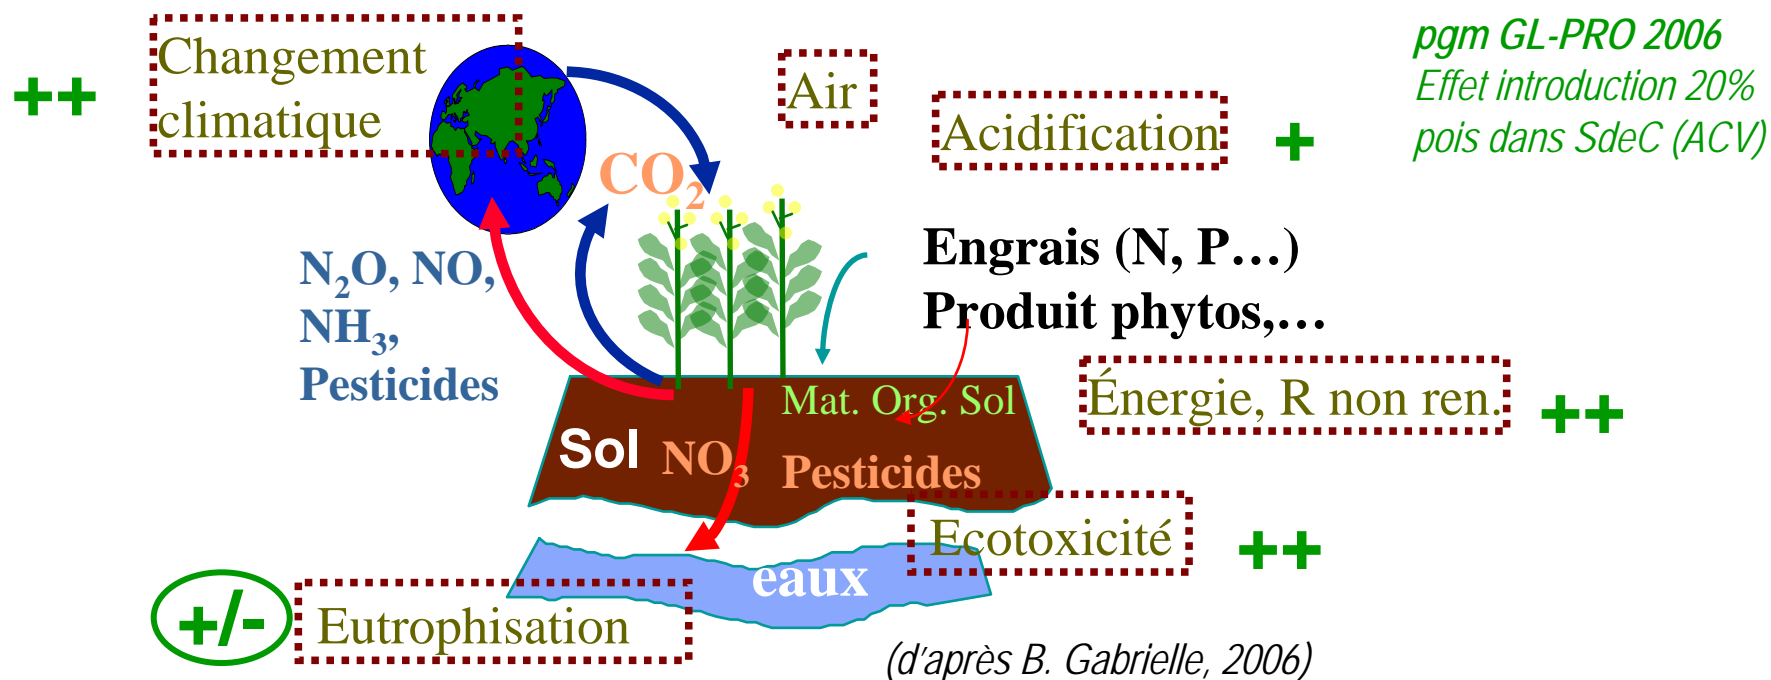 Changement
climatique
++
Air
Acidification
+
pgm GL-PRO 2006
Effet introduction 20%
pois dans SdeC (ACV)
CO₂
N₂O, NO,
NH₃,
Pesticides
Engrais (N, P…)
Produit phytos,…
Énergie, R non ren.
++
Mat. Org. Sol
Sol
NO₃
Pesticides
Ecotoxicité
++
eaux
+/-
Eutrophisation
(d'après B. Gabrielle, 2006)